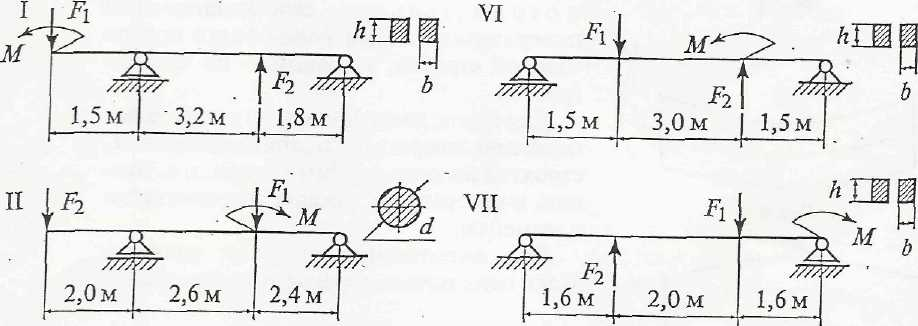 I
F₁
M
h
b
F₂
1,5 м
3,2 м
1,8 м
VI
F₁
M
h
b
F₂
1,5 м
3,0 м
1,5 м
II
F₂
F₁
M
d
2,0 м
2,6 м
2,4 м
VII
F₁
M
h
b
F₂
1,6 м
2,0 м
1,6 м